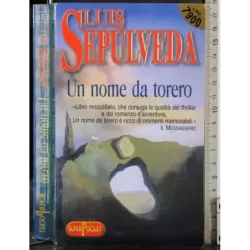 LUIS
SEPULVEDA
7900
Un nome da torero
«Libro mozzafiato, che coniuga le qualità del thriller
e del romanzo d'avventure,
Un nome da torero è ricco di momenti memorabili.»
IL MESSAGGERO
SUPERPOCKET